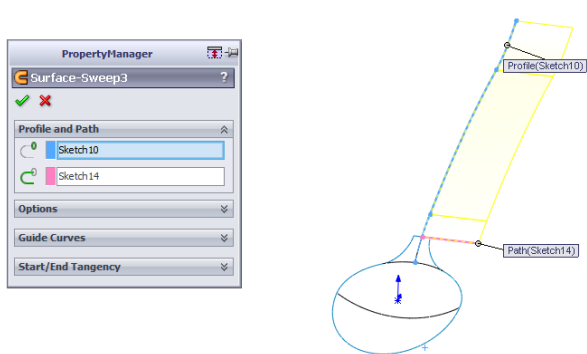 PropertyManager
Surface-Sweep3 ?
Profile and Path
Sketch10
Sketch14
Options
Guide Curves
Start/End Tangency
Profile(Sketch10)
Path(Sketch14)